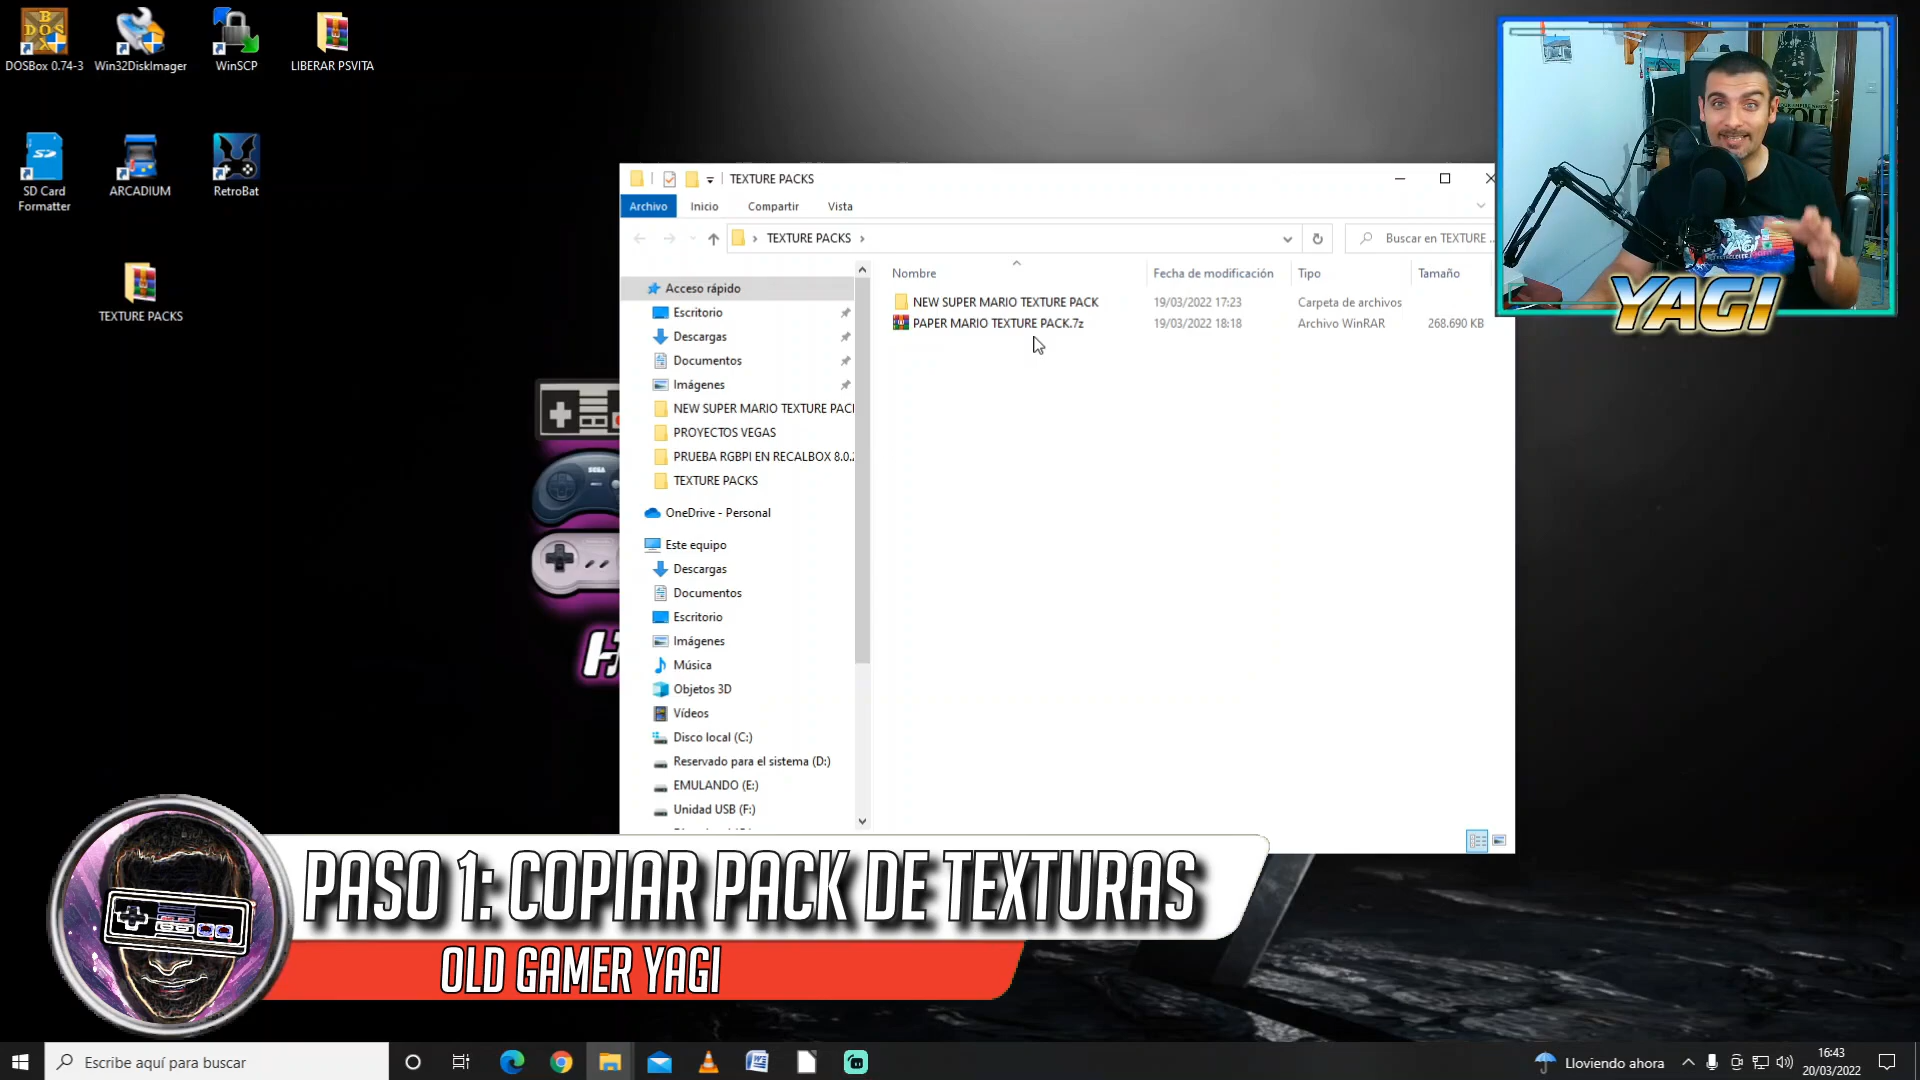 DOSBox 0.74-3
Win32DiskImager
WinSCP
LIBERAR PSVITA
SD Card
Formatter
ARCADIUM
RetroBat
TEXTURE PACKS
TEXTURE PACKS
Archivo
Inicio
Compartir
Vista
TEXTURE PACKS
Buscar en TEXTURE ...
Nombre
Fecha de modificación
Tipo
Tamaño
NEW SUPER MARIO TEXTURE PACK
19/03/2022 17:23
Carpeta de archivos
PAPER MARIO TEXTURE PACK.7z
19/03/2022 18:18
Archivo WinRAR
268.690 KB
Acceso rápido
Escritorio
Descargas
Documentos
Imágenes
NEW SUPER MARIO TEXTURE PACK
PROYECTOS VEGAS
PRUEBA RGBPI EN RECALBOX 8.0.2
TEXTURE PACKS
OneDrive - Personal
Este equipo
Descargas
Documentos
Escritorio
Imágenes
Música
Objetos 3D
Vídeos
Disco local (C:)
Reservado para el sistema (D:)
EMULANDO (E:)
Unidad USB (F:)
YOU
YAGI
YAGI
PASO 1: COPIAR PACK DE TEXTURAS
OLD GAMER YAGI
Escribe aquí para buscar
Lloviendo ahora
16:43
20/03/2022